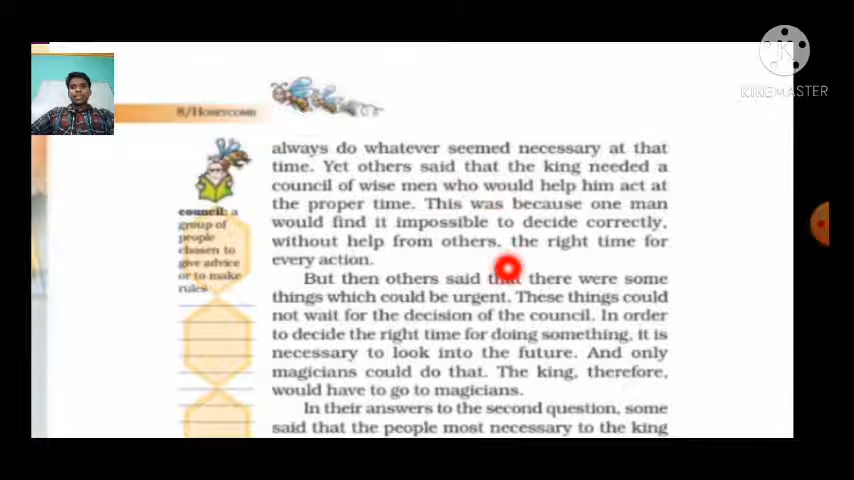 KINEMASTER
8/Honeycomb
always do whatever seemed necessary at that
time. Yet others said that the king needed a
council of wise men who would help him act at
the proper time. This was because one man
would find it impossible to decide correctly,
without help from others, the right time for
every action.
But then others said that there were some
things which could be urgent. These things could
not wait for the decision of the council. In order
to decide the right time for doing something, it is
necessary to look into the future. And only
magicians could do that. The king, therefore,
would have to go to magicians.
In their answers to the second question, some
said that the people most necessary to the king
council: a
group of
people
chosen to
give advice
or to make
rules